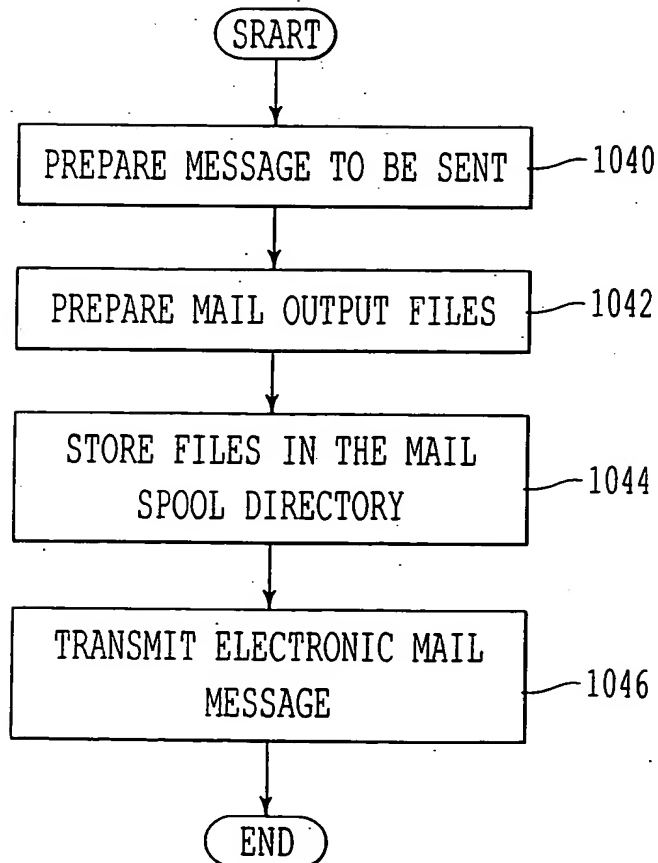 SRART
PREPARE MESSAGE TO BE SENT
1040
PREPARE MAIL OUTPUT FILES
1042
STORE FILES IN THE MAIL
SPOOL DIRECTORY
1044
TRANSMIT ELECTRONIC MAIL
MESSAGE
1046
END